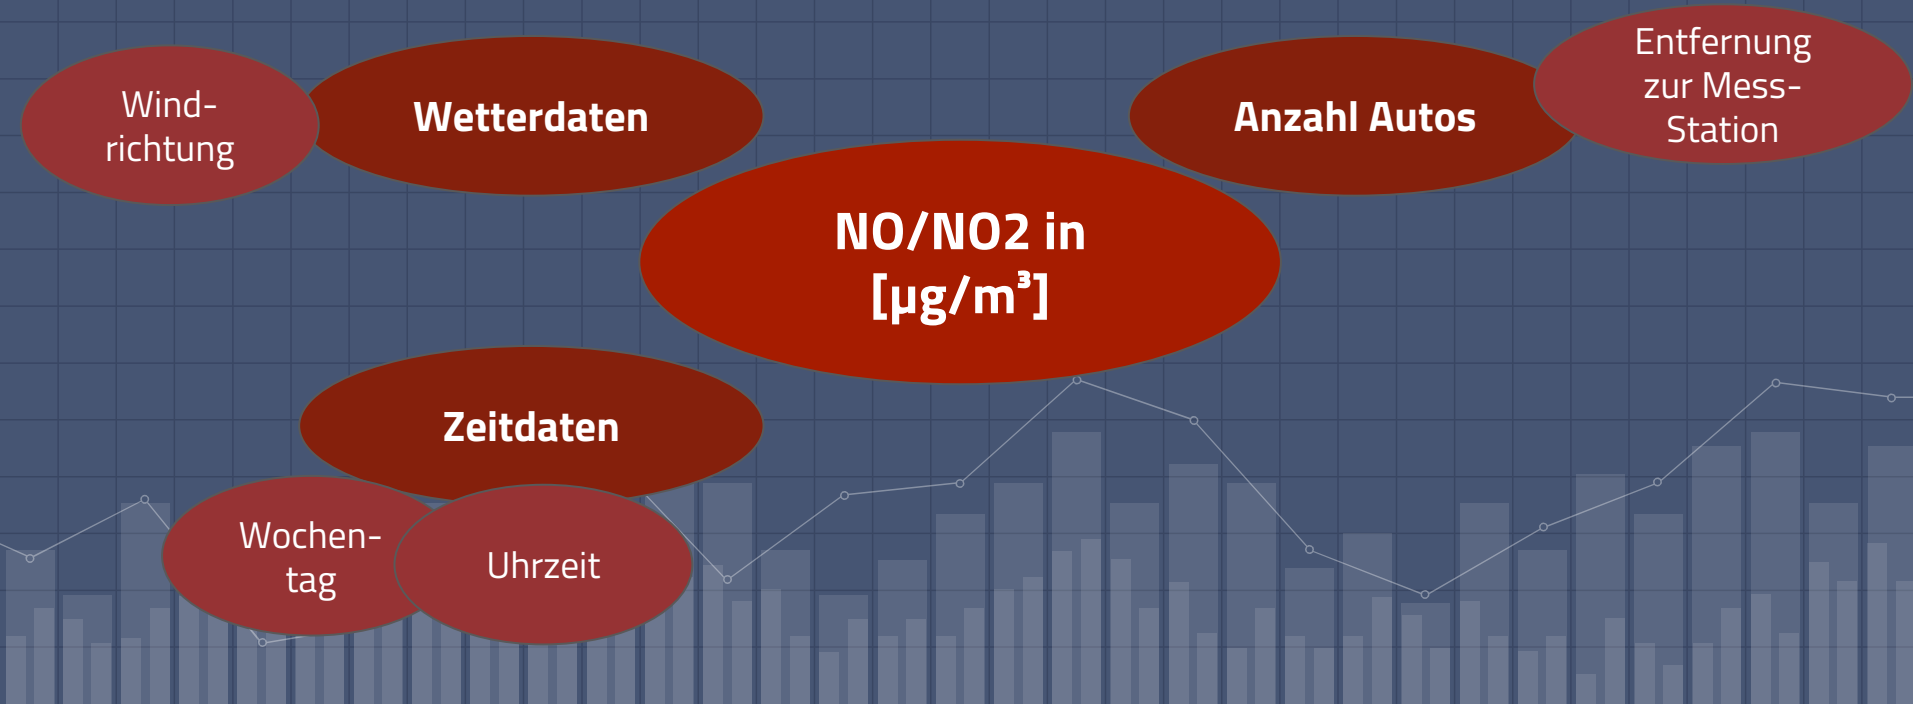 Wind-
richtung
Wetterdaten
Anzahl Autos
Entfernung
zur Mess-
Station
NO/NO2 in
[µg/m³]
Zeitdaten
Wochen-
tag
Uhrzeit